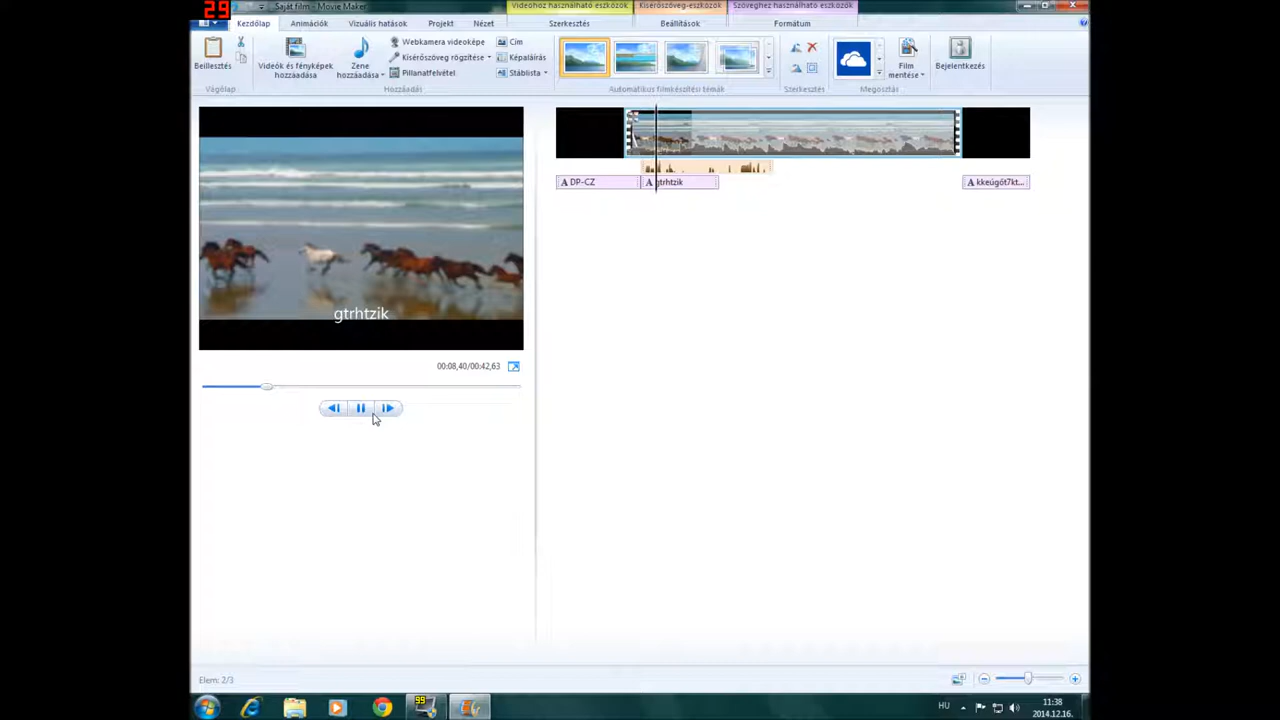 29
Saját film - Movie Maker
Videóhoz használható eszközök
Kísérőszöveg-eszközök
Szöveghez használható eszközök
Kezdőlap
Animációk
Vizuális hatások
Projekt
Nézet
Szerkesztés
Beállítások
Formátum
Beillesztés
Videók és fényképek
hozzáadása
Zene
hozzáadása
Webkamera videoképe
Kísérőszöveg rögzítése
Pillanatfelvétel
Cím
Képaláírás
Stáblista
Film
mentése
Bejelentkezés
Vágólap
Hozzáadás
Automatikus filmkészítési témák
Szerkesztés
Megosztás
A DP-CZ
A gtrhtzik
A kkeúgőt7kt...
gtrhtzik
00:08,40/00:42,63
Elem: 2/3
99
HU
11:38
2014.12.16.